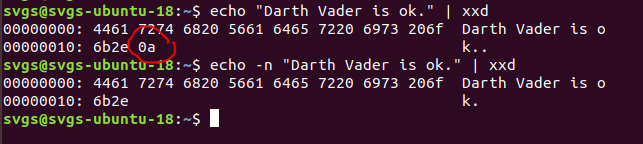 svgs@svgs-ubuntu-18:~$ echo "Darth Vader is ok." | xxd
00000000: 4461 7274 6820 5661 6465 7220 6973 206f  Darth Vader is o
00000010: 6b2e 0a                                  k..
svgs@svgs-ubuntu-18:~$ echo -n "Darth Vader is ok." | xxd
00000000: 4461 7274 6820 5661 6465 7220 6973 206f  Darth Vader is o
00000010: 6b2e                                     k.
svgs@svgs-ubuntu-18:~$